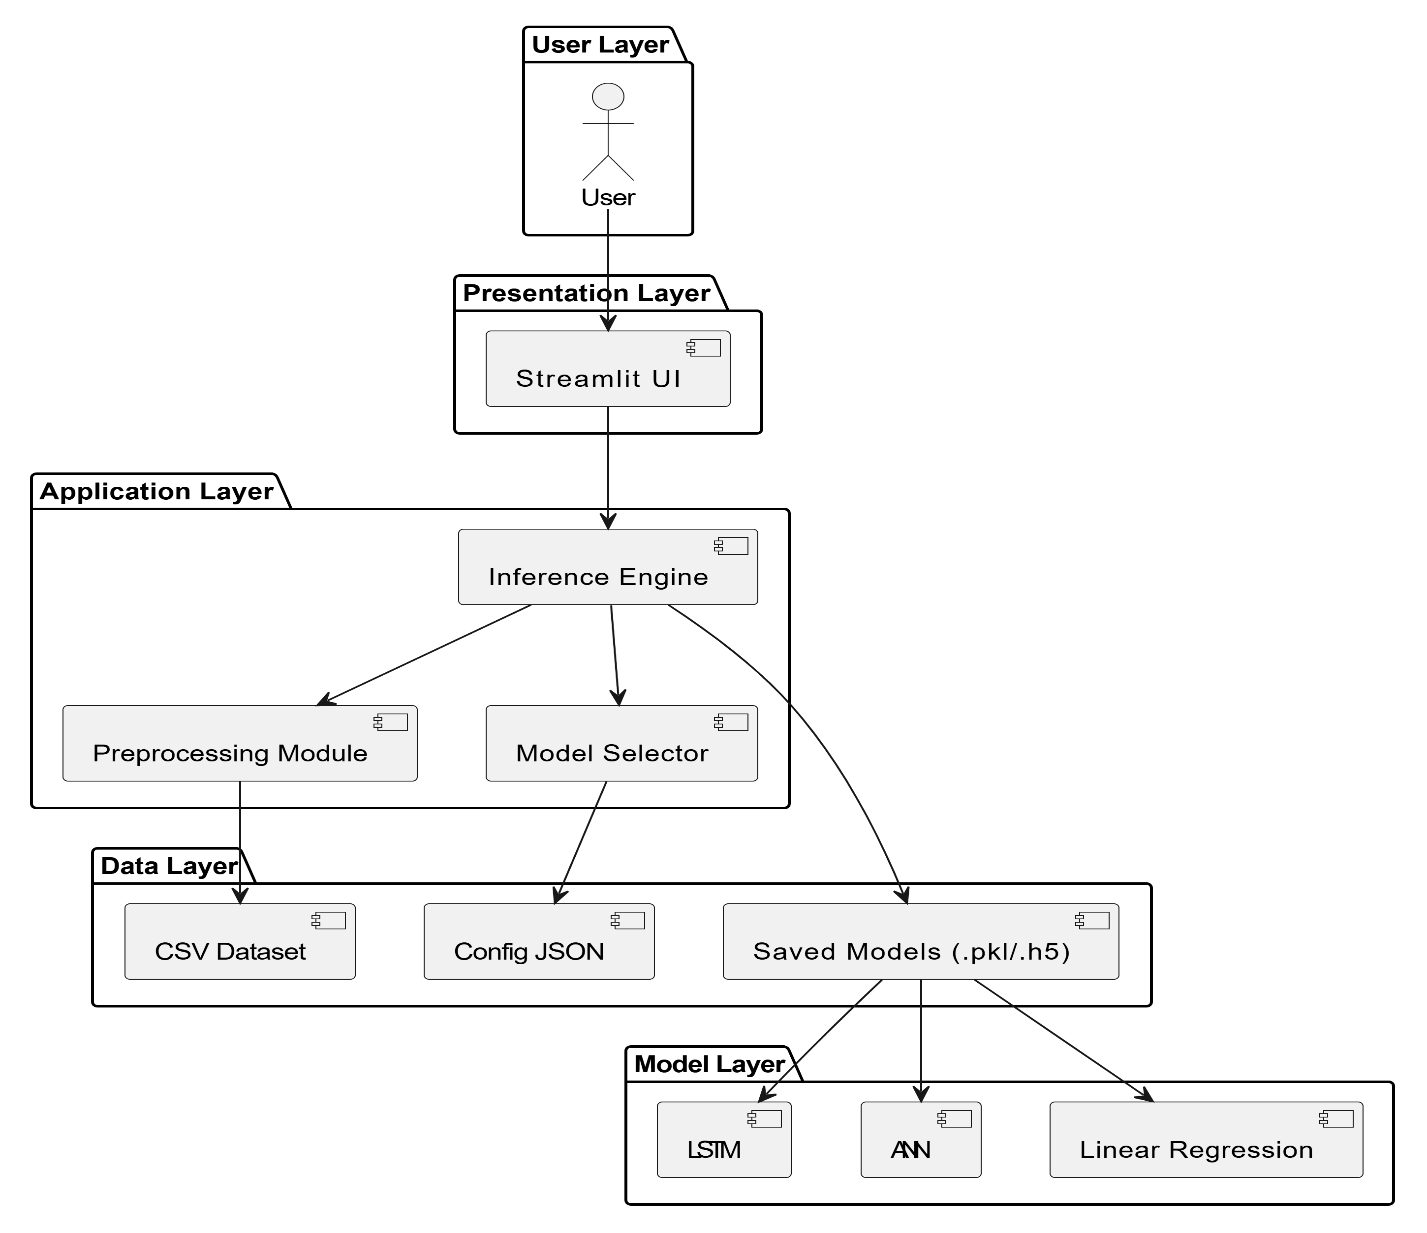 User Layer
User
Presentation Layer
Streamlit UI
Application Layer
Inference Engine
Preprocessing Module
Model Selector
Data Layer
CSV Dataset
Config JSON
Saved Models (.pkl/.h5)
Model Layer
LSTM
ANN
Linear Regression